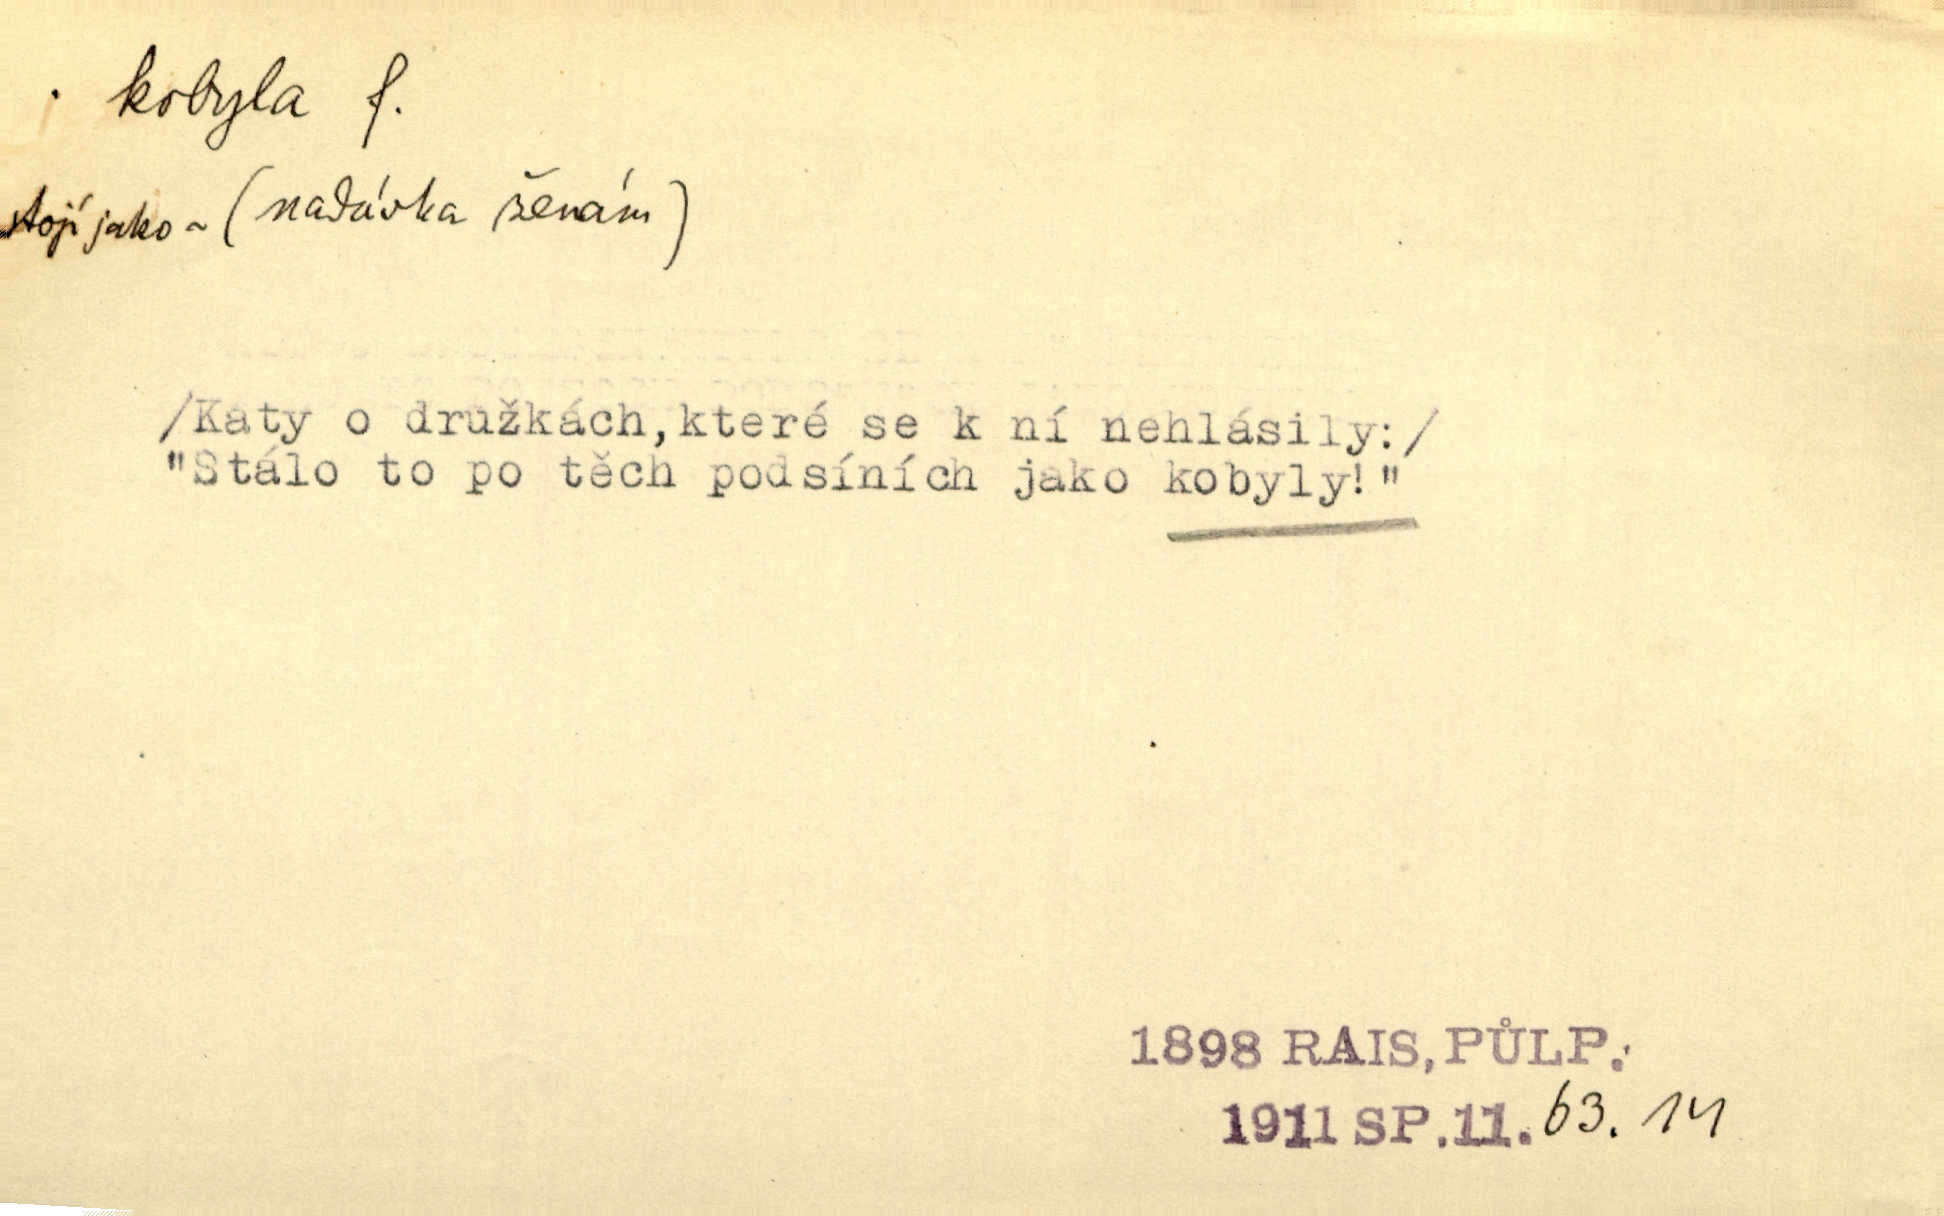 kobyla f.
stojí jako ~ (nadávka ženám)
/Katy o družkách,které se k ní nehlásily:/
"Stálo to po těch podsíních jako kobyly!"
1898 RAIS, PŮLP.
1911 SP.11. 63. 14